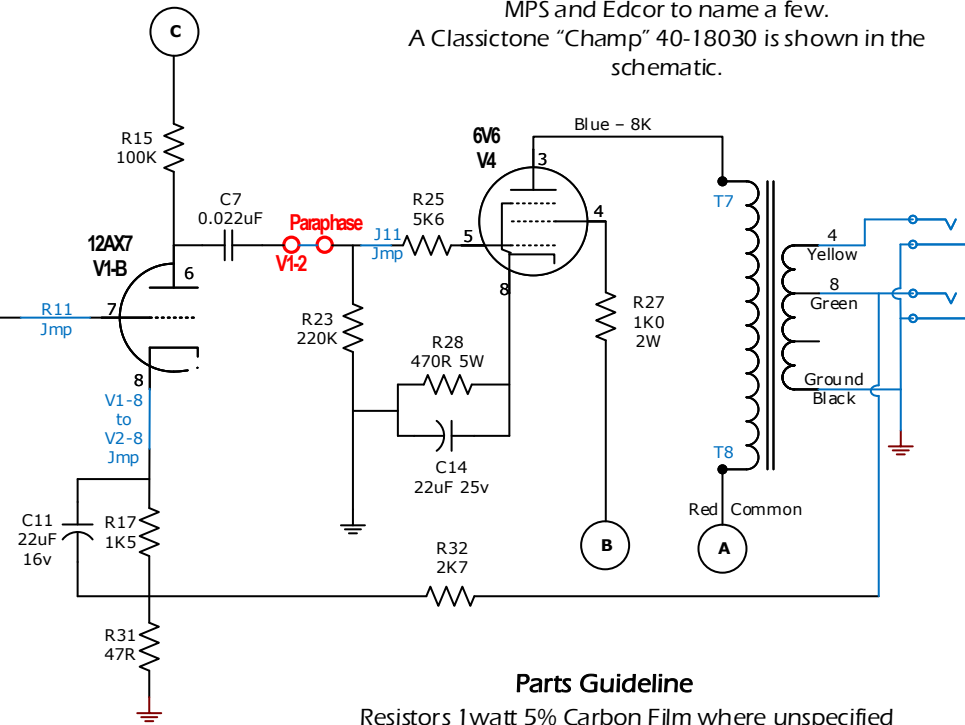 MPS and Edcor to name a few.
A Classictone “Champ” 40-18030 is shown in the
schematic.
C
R15
100K
C7
0.022uF
Paraphase
V1-2
12AX7
V1-B
6
R11
Jmp
7
8
V1-8
to
V2-8
Jmp
J11
Jmp
R25
5K6
6V6
V4
3
4
5
8
Blue – 8K
T7
T8
4
Yellow
8
Green
Ground
Black
R23
220K
R28
470R 5W
C14
22uF 25v
R27
1K0
2W
B
Red Common
A
C11
22uF
16v
R17
1K5
R32
2K7
R31
47R
Parts Guideline
Resistors 1watt 5% Carbon Film where unspecified